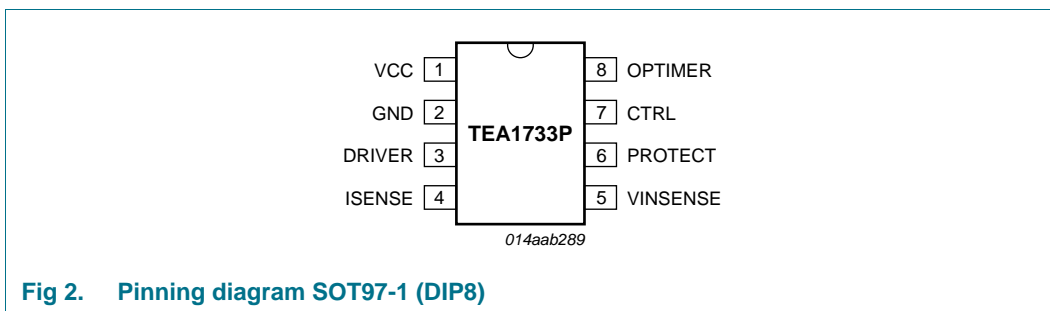 VCC 1 8 OPTIMER
GND 2 7 CTRL
TEA1733P
DRIVER 3 6 PROTECT
ISENSE 4 5 VINSENSE
014aab289
Fig 2. Pinning diagram SOT97-1 (DIP8)